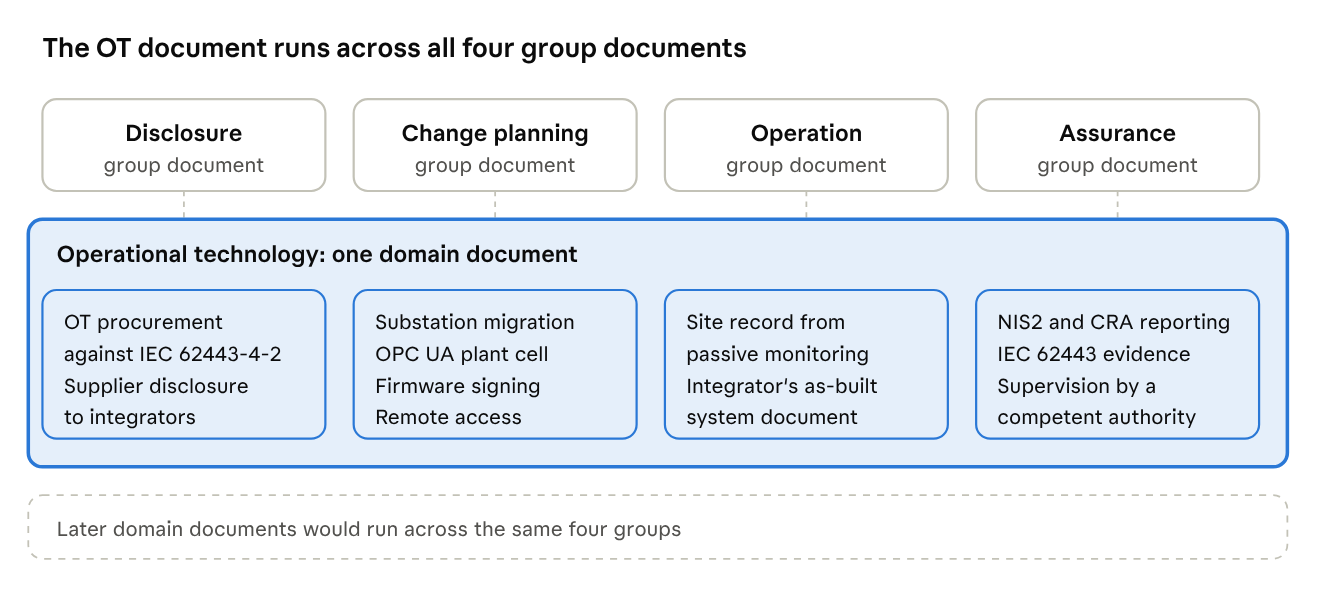 The OT document runs across all four group documents
Disclosure
group document
Change planning
group document
Operation
group document
Assurance
group document
Operational technology: one domain document
OT procurement
against IEC 62443-4-2
Supplier disclosure
to integrators
Substation migration
OPC UA plant cell
Firmware signing
Remote access
Site record from
passive monitoring
Integrator's as-built
system document
NIS2 and CRA reporting
IEC 62443 evidence
Supervision by a
competent authority
Later domain documents would run across the same four groups